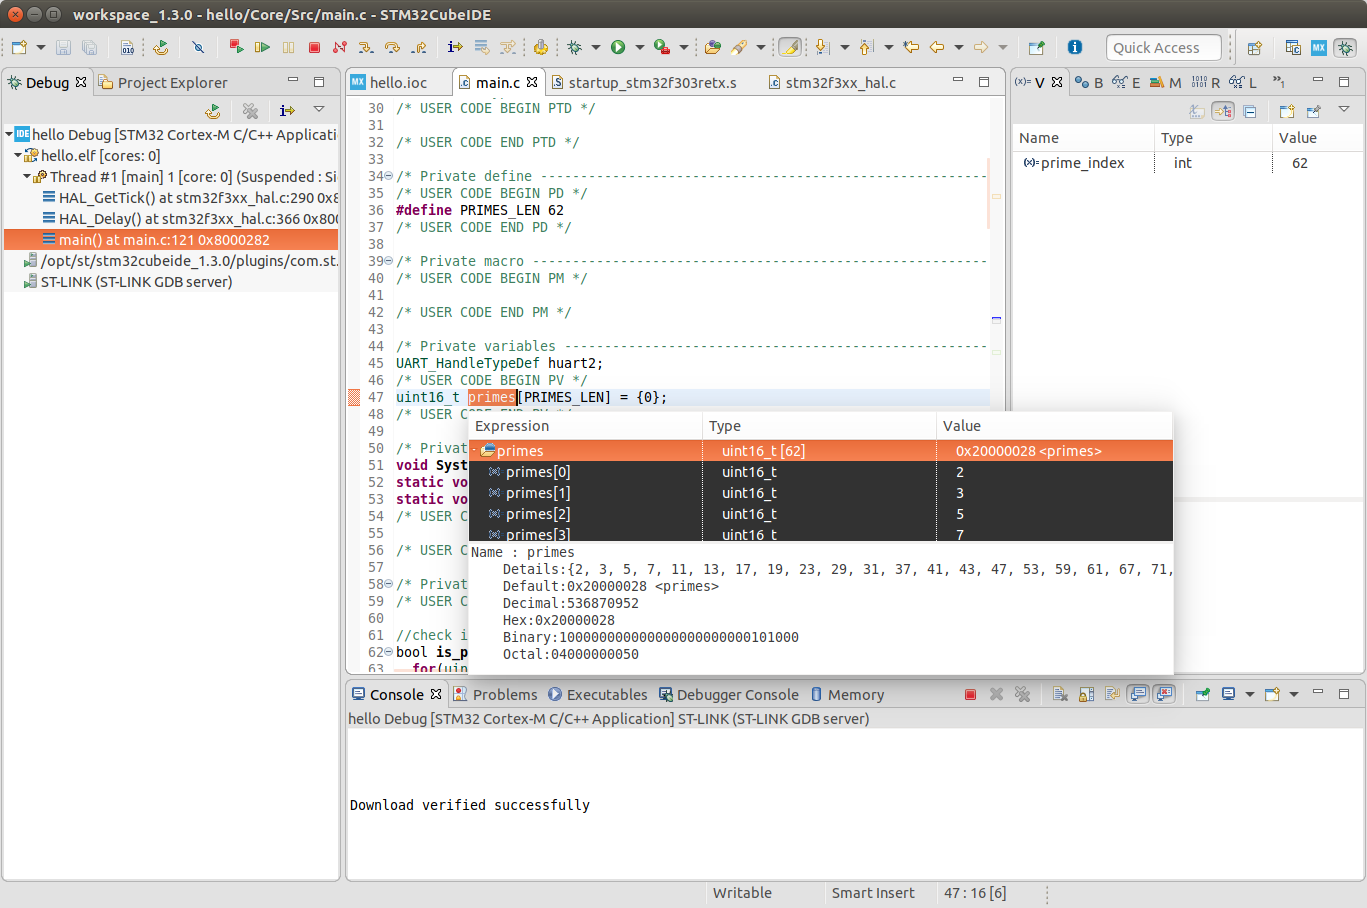 workspace_1.3.0 - hello/Core/Src/main.c - STM32CubeIDE
010
Quick Access
MX
Debug
Project Explorer
IDE hello Debug [STM32 Cortex-M C/C++ Applicati
hello.elf [cores: 0]
Thread #1 [main] 1 [core: 0] (Suspended : Si
HAL_GetTick() at stm32f3xx_hal.c:290 0x8
HAL_Delay() at stm32f3xx_hal.c:366 0x800
main() at main.c:121 0x8000282
/opt/st/stm32cubeide_1.3.0/plugins/com.st.
ST-LINK (ST-LINK GDB server)
MX hello.ioc
main.c
startup_stm32f303retx.s
stm32f3xx_hal.c
30 /* USER CODE BEGIN PTD */
31
32 /* USER CODE END PTD */
33
34 /* Private define --------------------------------------------------------
35 /* USER CODE BEGIN PD */
36 #define PRIMES_LEN 62
37 /* USER CODE END PD */
38
39 /* Private macro ---------------------------------------------------------
40 /* USER CODE BEGIN PM */
41
42 /* USER CODE END PM */
43
44 /* Private variables -----------------------------------------------------
45 UART_HandleTypeDef huart2;
46 /* USER CODE BEGIN PV */
47 uint16_t primes[PRIMES_LEN] = {0};
48 /* USER C
49
50 /* Privat
51 void Syst
52 static vo
53 static vo
54 /* USER C
55
56 /* USER C
57
58 /* Privat
59 /* USER C
60
61 //check i
62 bool is_p
63 for(uin
Expression Type Value
primes uint16_t [62] 0x20000028 <primes>
primes[0] uint16_t 2
primes[1] uint16_t 3
primes[2] uint16_t 5
primes[3] uint16_t 7
Name : primes
Details:{2, 3, 5, 7, 11, 13, 17, 19, 23, 29, 31, 37, 41, 43, 47, 53, 59, 61, 67, 71,
Default:0x20000028 <primes>
Decimal:536870952
Hex:0x20000028
Binary:100000000000000000000000101000
Octal:04000000050
(x)= V
B
E
M
1010 0101 R
L
»1
Name Type Value
(x)= prime_index int 62
Console
Problems
Executables
Debugger Console
Memory
hello Debug [STM32 Cortex-M C/C++ Application] ST-LINK (ST-LINK GDB server)
Download verified successfully
Writable
Smart Insert
47 : 16 [6]